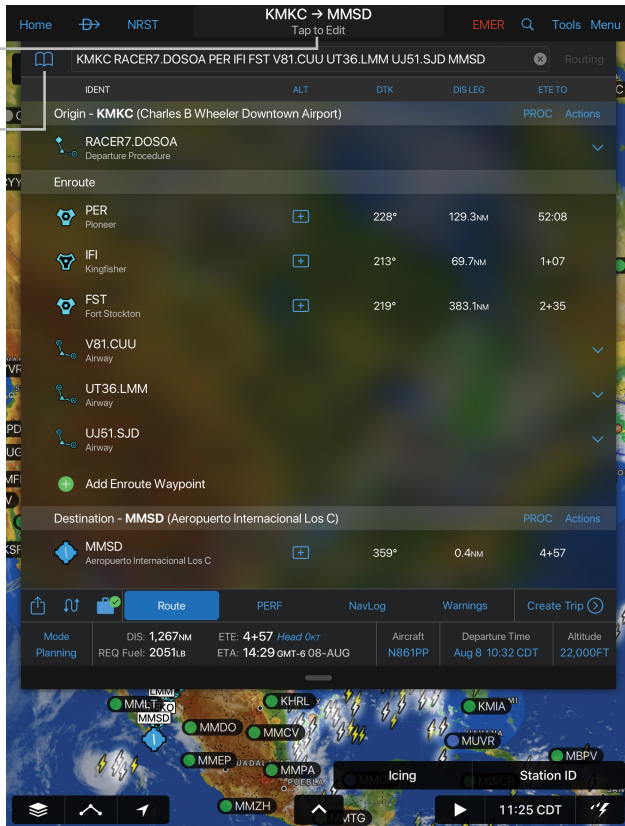 Home NRST KMKC → MMSD EMER Tools Menu
Tap to Edit
KMKC RACER7.DOSOA PER IFI FST V81.CUU UT36.LMM UJ51.SJD MMSD Routing
IDENT ALT DTK DIS LEG ETE TO
Origin - KMKC (Charles B Wheeler Downtown Airport) PROC Actions
RACER7.DOSOA
Departure Procedure
Enroute
PER 228° 129.3NM 52:08
Pioneer
IFI 213° 69.7NM 1+07
Kingfisher
FST 219° 383.1NM 2+35
Fort Stockton
V81.CUU
Airway
UT36.LMM
Airway
UJ51.SJD
Airway
Add Enroute Waypoint
Destination - MMSD (Aeropuerto Internacional Los C) PROC Actions
MMSD 359° 0.4NM 4+57
Aeropuerto Internacional Los C
Route PERF NavLog Warnings Create Trip
Mode DIS: 1,267NM ETE: 4+57 Head 0KT Aircraft Departure Time Altitude
Planning REQ Fuel: 2051LB ETA: 14:29 GMT-6 08-AUG N861PP Aug 8 10:32 CDT 22,000FT
LMM
MMLT KHRL KMIA
MMSD
MMDO MMCV MUVR
MMEP MMPA MBPV
PUEBLA
Icing Station ID
MMZH MMTG 11:25 CDT